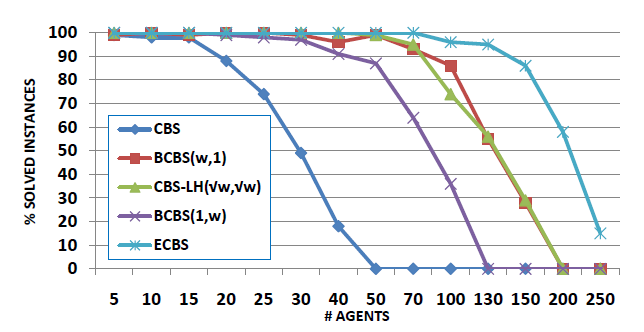 100
90
80
70
60
50
40
30
20
10
0
% SOLVED INSTANCES
CBS
BCBS(w,1)
CBS-LH(√w,√w)
BCBS(1,w)
ECBS
5 10 15 20 25 30 40 50 70 100 130 150 200 250
# AGENTS